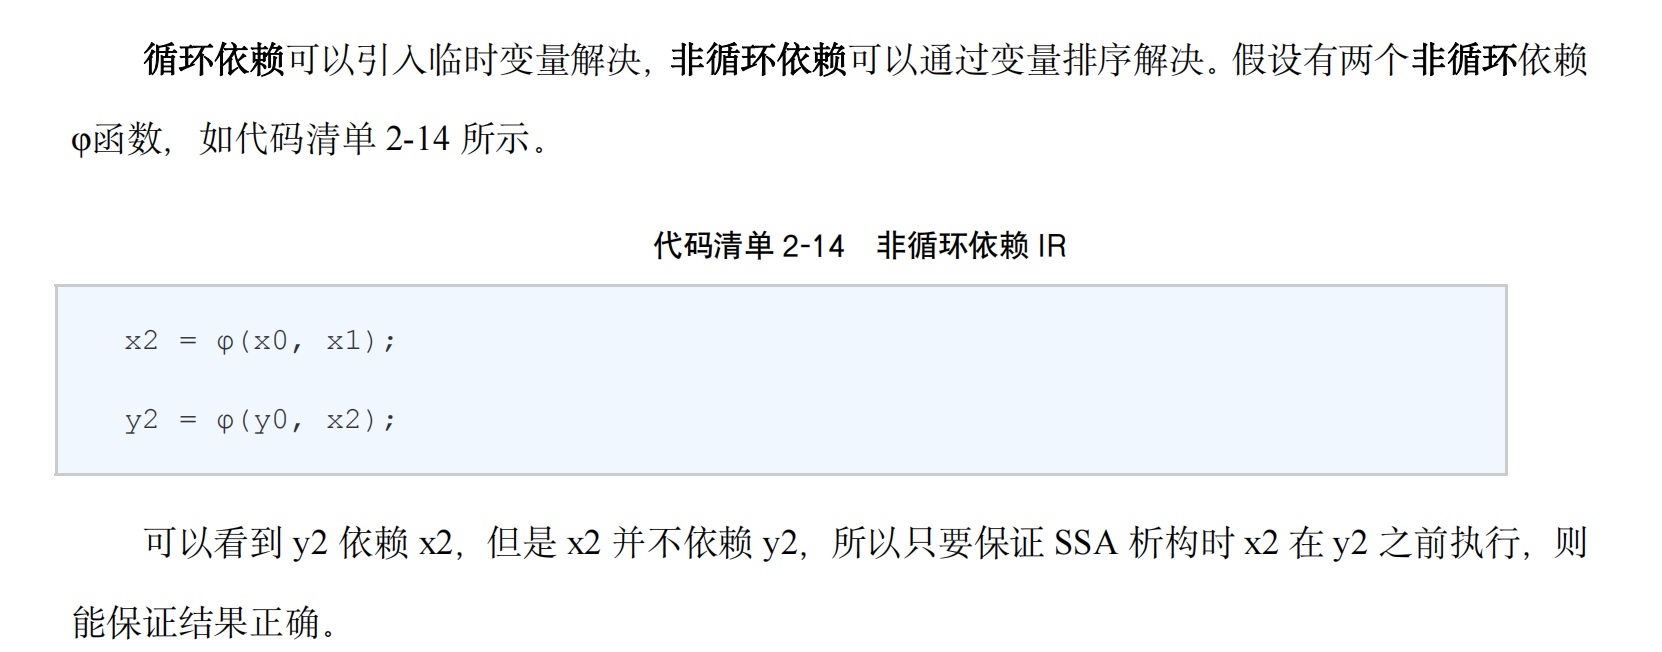 循环依赖可以引入临时变量解决，非循环依赖可以通过变量排序解决。假设有两个非循环依赖
φ函数，如代码清单 2-14 所示。
代码清单 2-14 非循环依赖 IR
x2 = φ(x0, x1);
y2 = φ(y0, x2);
可以看到 y2 依赖 x2，但是 x2 并不依赖 y2，所以只要保证 SSA 析构时 x2 在 y2 之前执行，则
能保证结果正确。